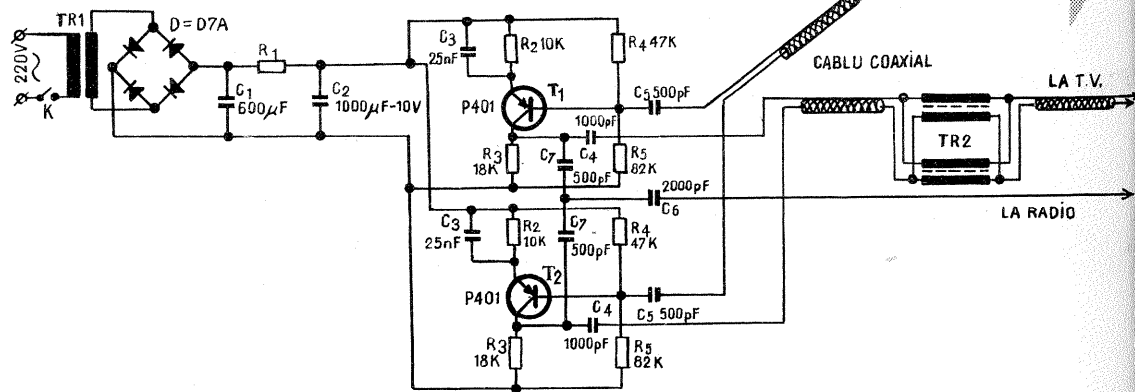 TR1
D=D7A
220V
K
R1
C1
600µF
C2
1000µF-10V
C3
25nF
R2 10K
R4 47K
T1
P401
C5 500pF
CABLU COAXIAL
LA T.V.
1000pF
C4
R3
18K
C7
500pF
R5
82K
TR2
2000pF
C6
LA RADIO
C3
25nF
R2
10K
C7
500pF
R4
47K
T2
P401
C4
1000pF
C5 500pF
R3
18K
R5
82K